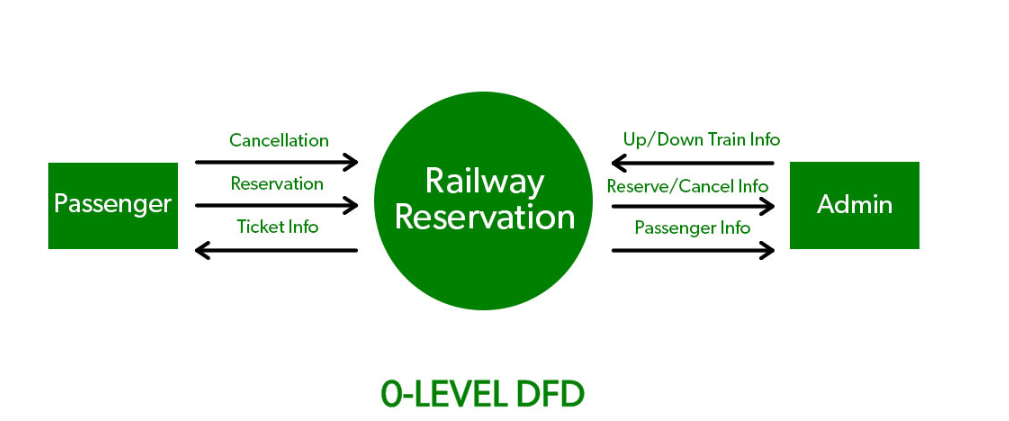 Cancellation
Reservation
Ticket Info
Passenger
Railway
Reservation
Up/Down Train Info
Reserve/Cancel Info
Passenger Info
Admin
0-LEVEL DFD